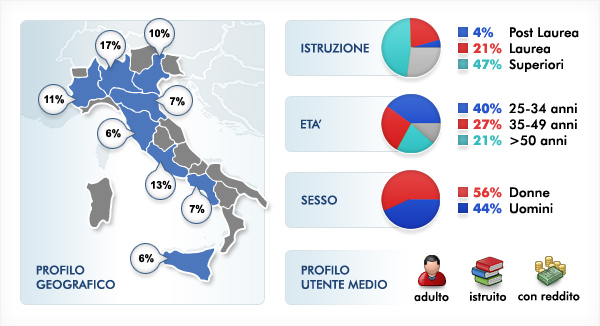 17%
10%
11%
7%
6%
13%
7%
6%
PROFILO
GEOGRAFICO
ISTRUZIONE
4% Post Laurea
21% Laurea
47% Superiori
ETA'
40% 25-34 anni
27% 35-49 anni
21% >50 anni
SESSO
56% Donne
44% Uomini
PROFILO
UTENTE MEDIO
adulto istruito con reddito